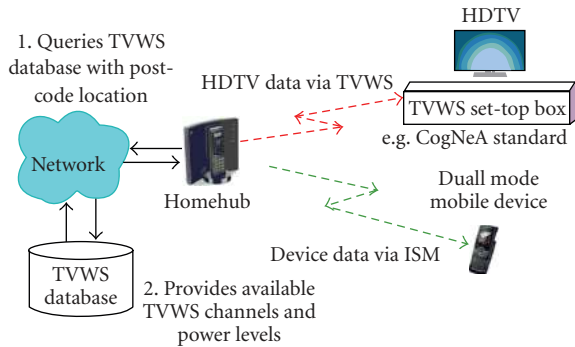 1. Queries TVWS
database with post-
code location
HDTV
HDTV data via TVWS
TVWS set-top box
e.g. CogNeA standard
Network
Homehub
Duall mode
mobile device
Device data via ISM
TVWS
database
2. Provides available
TVWS channels and
power levels